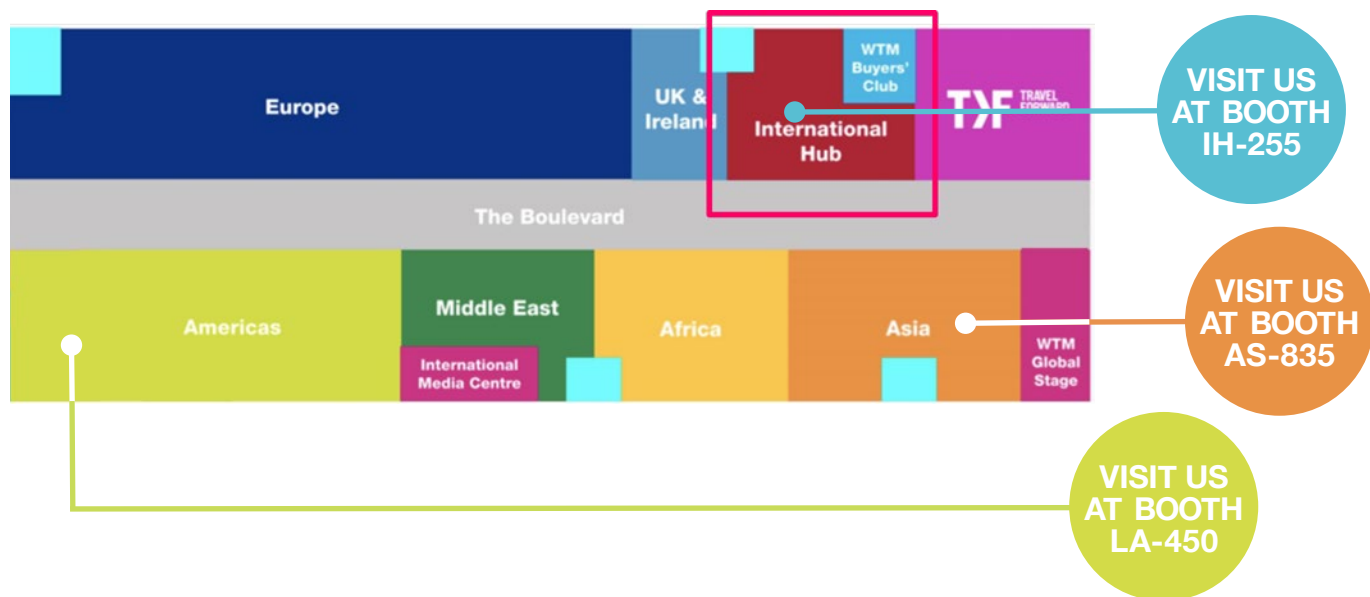 Europe
UK &
Ireland
WTM
Buyers'
Club
International
Hub
TXF
TRAVEL
FORWARD
VISIT US
AT BOOTH
IH-255
The Boulevard
Americas
Middle East
International
Media Centre
Africa
Asia
WTM
Global
Stage
VISIT US
AT BOOTH
AS-835
VISIT US
AT BOOTH
LA-450